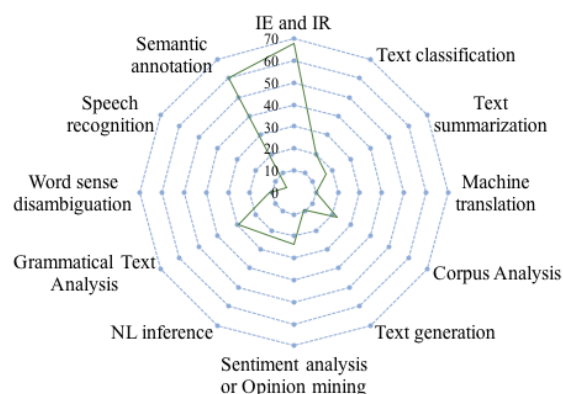 IE and IR
70
60
50
40
30
20
10
0
Text classification
Text
summarization
Machine
translation
Corpus Analysis
Text generation
Sentiment analysis
or Opinion mining
NL inference
Grammatical Text
Analysis
Word sense
disambiguation
Speech
recognition
Semantic
annotation